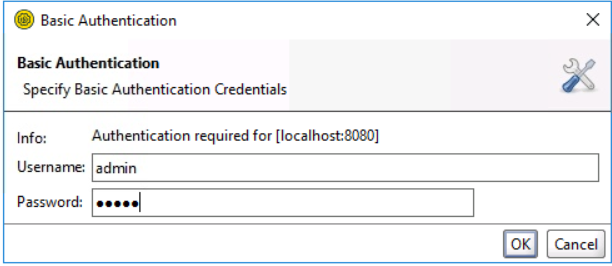 Basic Authentication
Basic Authentication
Specify Basic Authentication Credentials
Info: Authentication required for [localhost:8080]
Username: admin
Password: •••••
OK Cancel